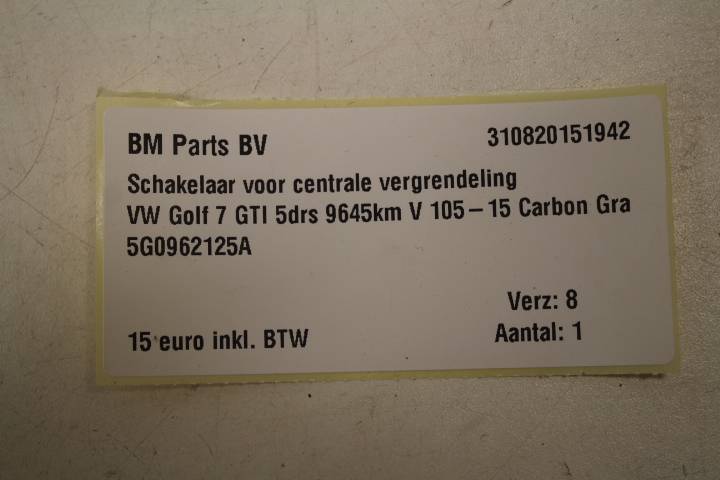 BM Parts BV 310820151942
Schakelaar voor centrale vergrendeling
VW Golf 7 GTI 5drs 9645km V 105-15 Carbon Gra
5G0962125A
Verz: 8
15 euro inkl. BTW Aantal: 1